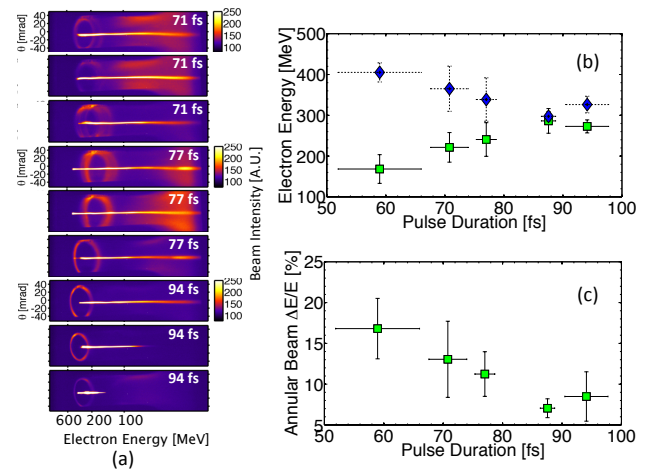 θ [mrad]
40
20
0
-20
-40
71 fs
250
200
150
100
71 fs
71 fs
θ [mrad]
40
20
0
-20
-40
77 fs
250
200
150
100
77 fs
77 fs
Beam Intensity [A.U.]
θ [mrad]
40
20
0
-20
-40
94 fs
250
200
150
100
94 fs
94 fs
600 200 100
Electron Energy [MeV]
(a)
Electron Energy [MeV]
500
400
300
200
100
(b)
50 60 70 80 90 100
Pulse Duration [fs]
Annular Beam ΔE/E [%]
25
20
15
10
5
(c)
50 60 70 80 90 100
Pulse Duration [fs]